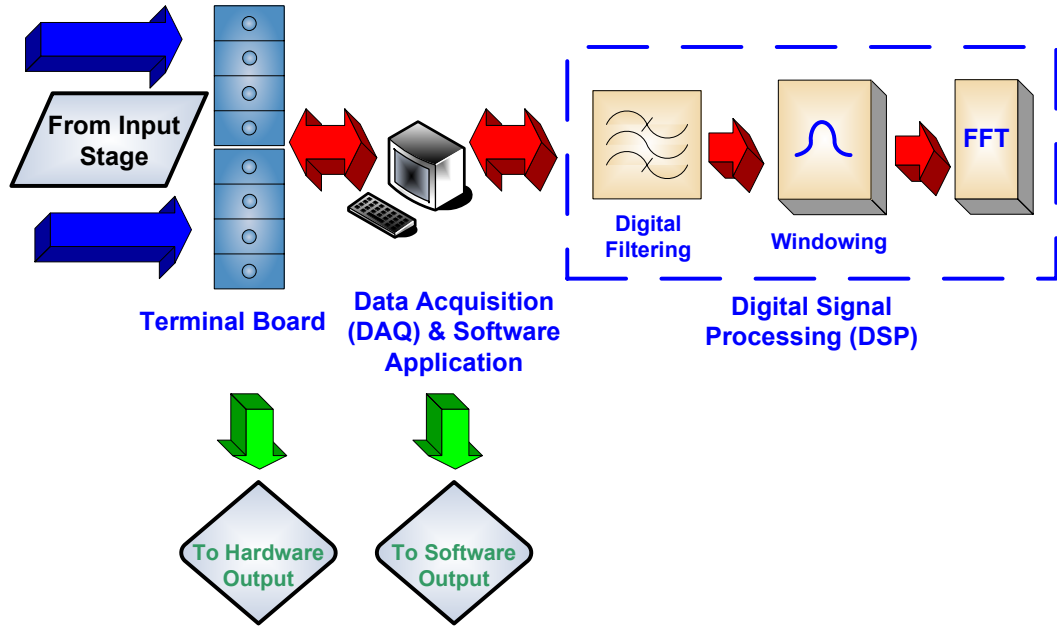 From Input
Stage
Terminal Board
Data Acquisition
(DAQ) & Software
Application
Digital
Filtering
Windowing
FFT
Digital Signal
Processing (DSP)
To Hardware
Output
To Software
Output